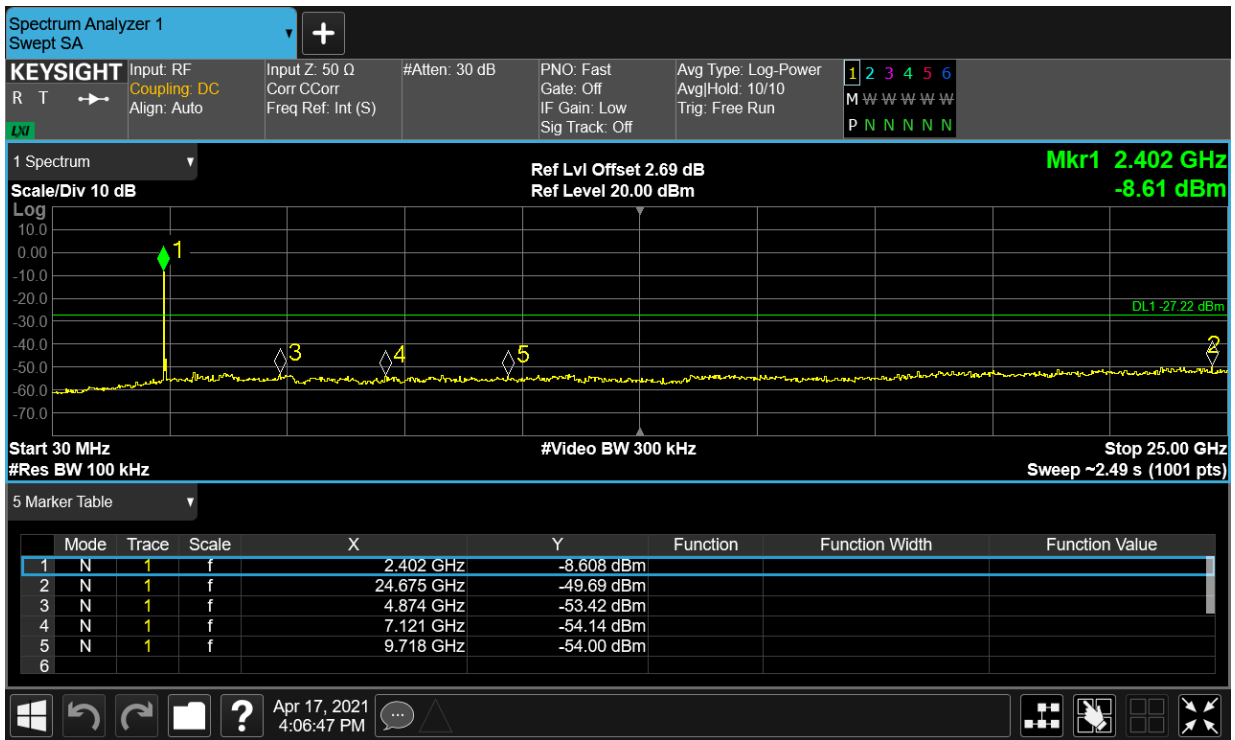 Spectrum Analyzer 1
Swept SA
+
KEYSIGHT
R T
LXI
Input: RF
Coupling: DC
Align: Auto
Input Z: 50 Ω
Corr CCorr
Freq Ref: Int (S)
#Atten: 30 dB
PNO: Fast
Gate: Off
IF Gain: Low
Sig Track: Off
Avg Type: Log-Power
Avg|Hold: 10/10
Trig: Free Run
1 2 3 4 5 6
M W W W W W
P N N N N N
1 Spectrum
Scale/Div 10 dB
Ref Lvl Offset 2.69 dB
Ref Level 20.00 dBm
Mkr1 2.402 GHz
-8.61 dBm
Log
10.0
0.00
-10.0
-20.0
-30.0
-40.0
-50.0
-60.0
-70.0
1
3
4
5
2
DL1 -27.22 dBm
Start 30 MHz
#Video BW 300 kHz
Stop 25.00 GHz
#Res BW 100 kHz
Sweep ~2.49 s (1001 pts)
5 Marker Table
Mode Trace Scale X Y Function Function Width Function Value
1 N 1 f 2.402 GHz -8.608 dBm
2 N 1 f 24.675 GHz -49.69 dBm
3 N 1 f 4.874 GHz -53.42 dBm
4 N 1 f 7.121 GHz -54.14 dBm
5 N 1 f 9.718 GHz -54.00 dBm
6
?
Apr 17, 2021
4:06:47 PM